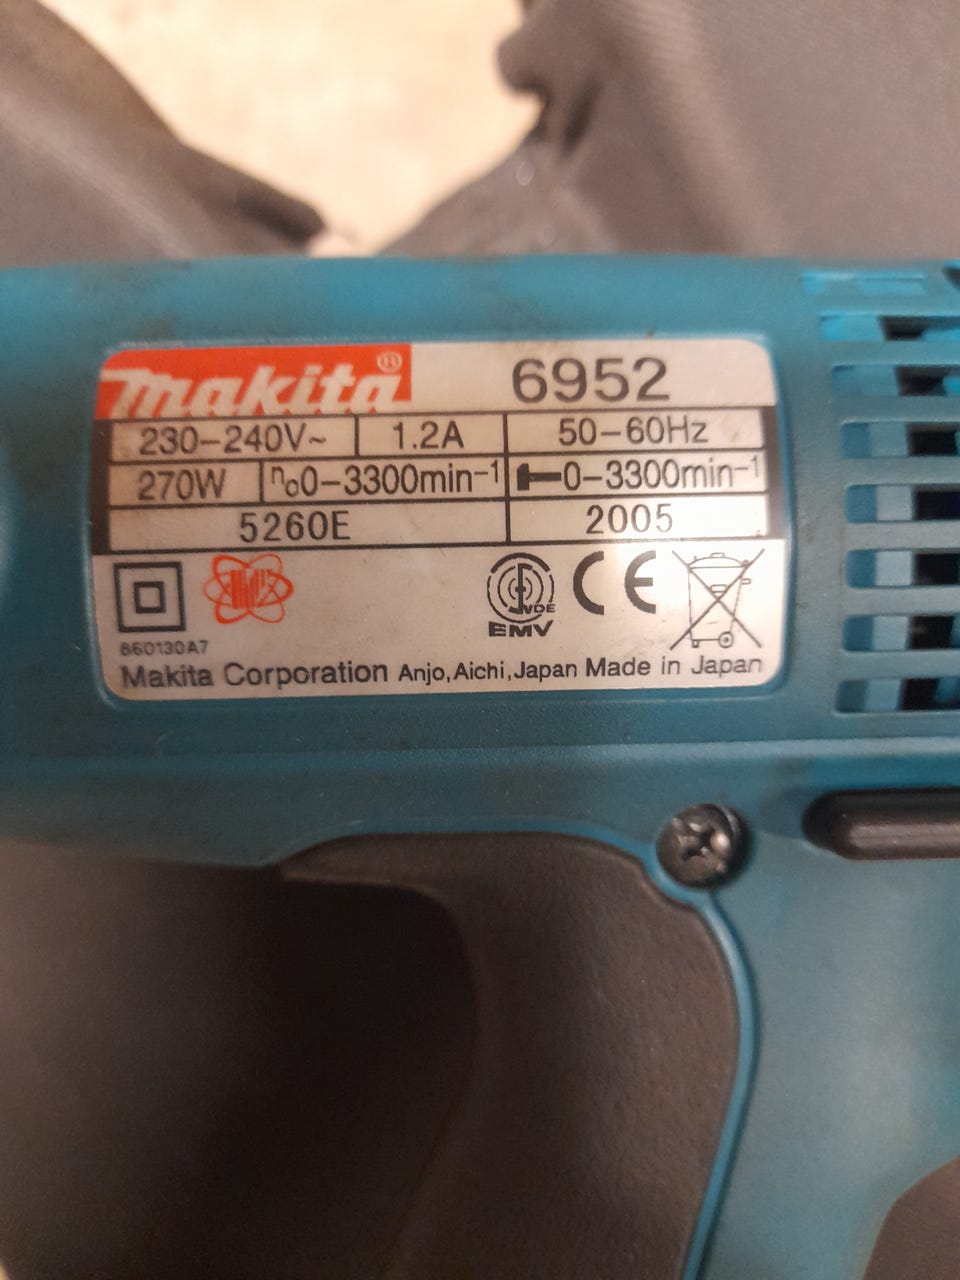 makita® 6952
230–240V~ 1.2A 50–60Hz
270W n₀0–3300min⁻¹ 0–3300min⁻¹
5260E 2005
VDE
EMV
CE
860130A7
Makita Corporation Anjo,Aichi,Japan Made in Japan